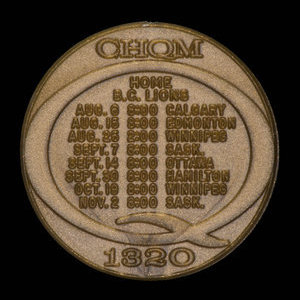 CHQM
HOME
B.C. LIONS
AUG. 6 8:00 CALGARY
AUG. 15 8:00 EDMONTON
AUG. 25 8:00 WINNIPEG
SEPT. 7 8:00 SASK.
SEPT. 14 8:00 OTTAWA
SEPT. 30 8:00 HAMILTON
OCT. 19 8:00 WINNIPEG
NOV. 2 8:00 SASK.
1320